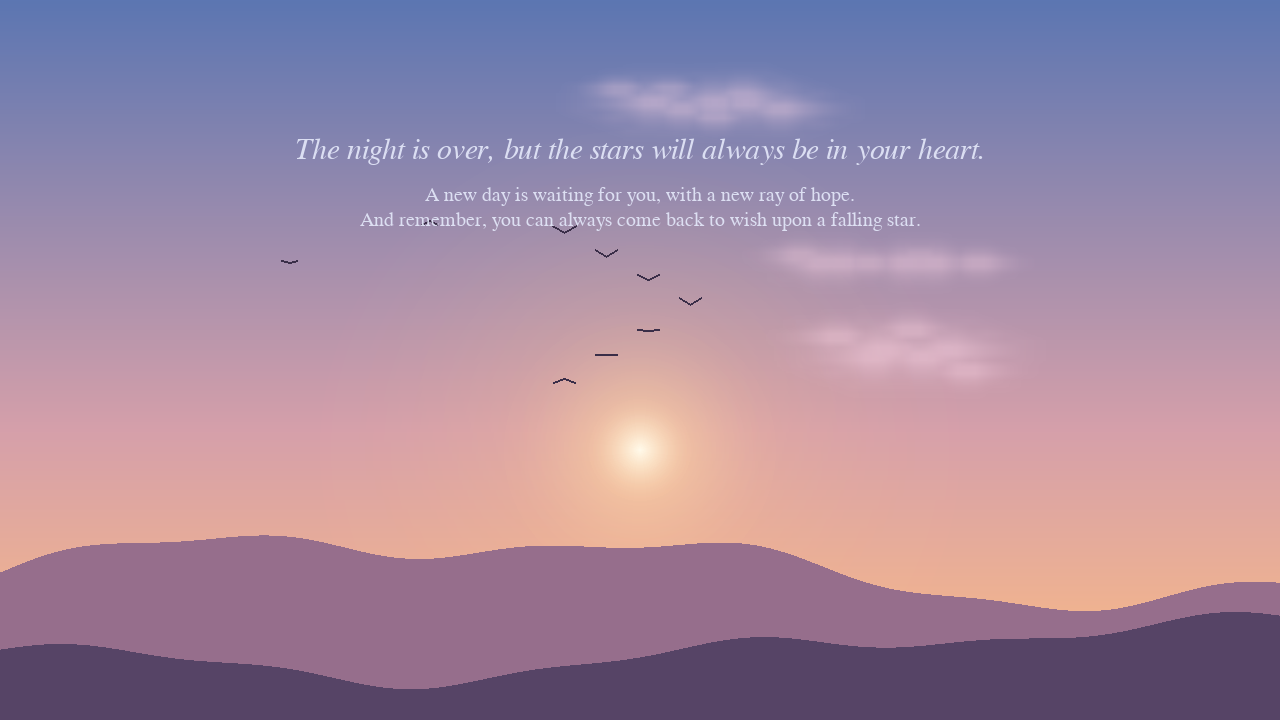 The night is over, but the stars will always be in your heart.
A new day is waiting for you, with a new ray of hope.
And remember, you can always come back to wish upon a falling star.